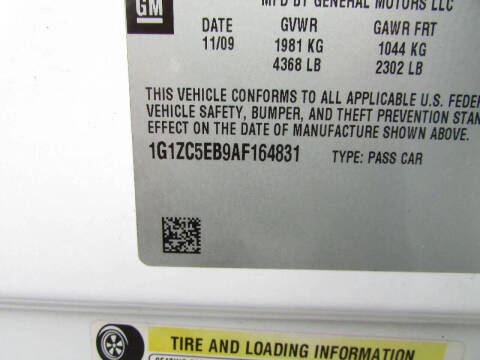 GM
MFD BY GENERAL MOTORS LLC
DATE GVWR GAWR FRT
11/09 1981 KG 1044 KG
4368 LB 2302 LB
THIS VEHICLE CONFORMS TO ALL APPLICABLE U.S. FEDE
VEHICLE SAFETY, BUMPER, AND THEFT PREVENTION STAN
EFFECT ON THE DATE OF MANUFACTURE SHOWN ABOVE.
1G1ZC5EB9AF164831 TYPE: PASS CAR
TIRE AND LOADING INFORMATION